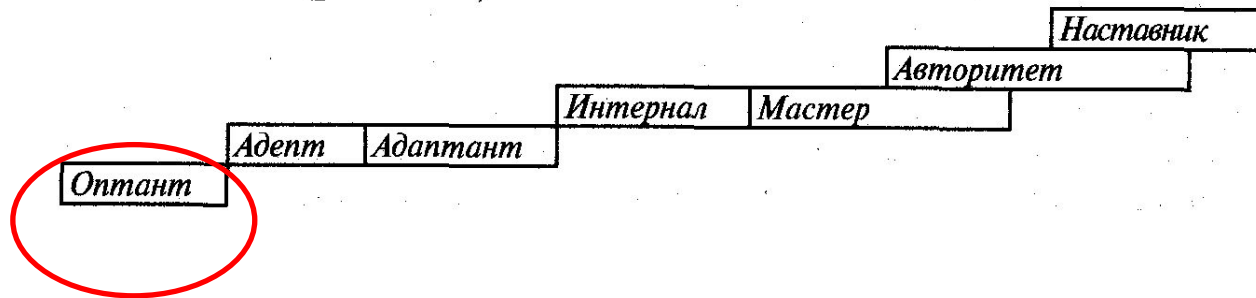 Наставник
Авторитет
Интернал Мастер
Адепт Адаптант
Оптант